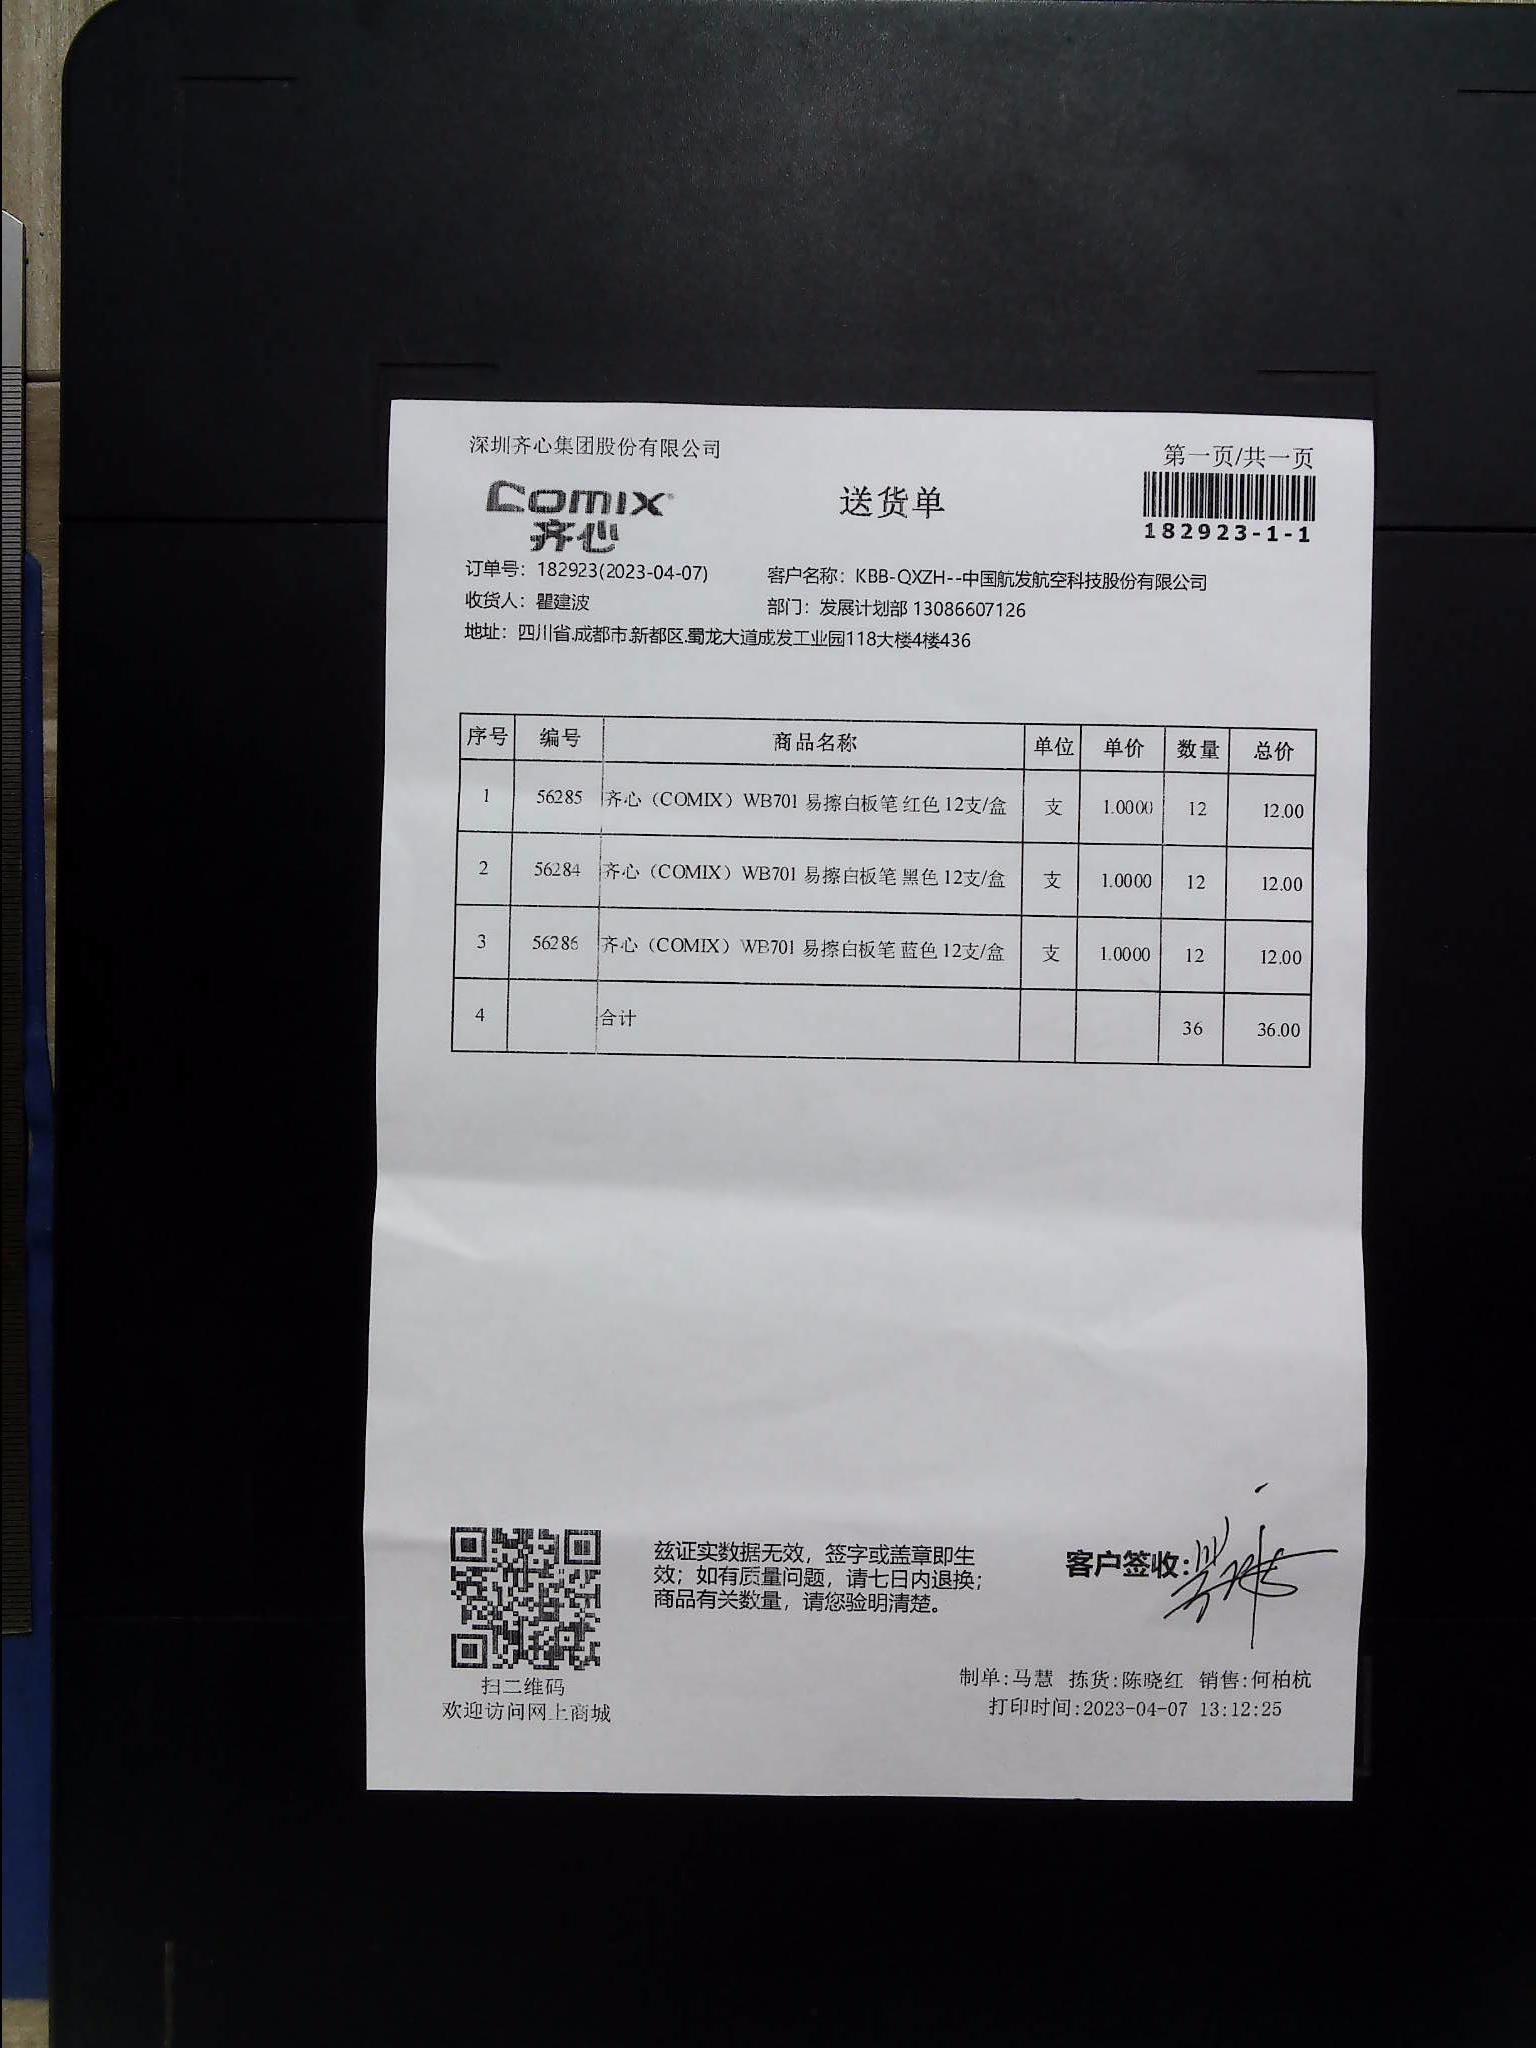 深圳齐心集团股份有限公司
第一页/共一页
comix
齐心
送货单
182923-1-1
订单号：182923(2023-04-07) 客户名称：KBB-QXZH--中国航发航空科技股份有限公司
收货人：瞿建波 部门：发展计划部 13086607126
地址：四川省.成都市.新都区.蜀龙大道成发工业园118大楼4楼436
序号 编号 商品名称 单位 单价 数量 总价
1 56285 齐心（COMIX）WB701 易擦白板笔 红色 12支/盒 支 1.0000 12 12.00
2 56284 齐心（COMIX）WB701 易擦白板笔 黑色 12支/盒 支 1.0000 12 12.00
3 56286 齐心（COMIX）WB701 易擦白板笔 蓝色 12支/盒 支 1.0000 12 12.00
4 合计 36 36.00
兹证实数据无效，签字或盖章即生
效；如有质量问题，请七日内退换；
商品有关数量，请您验明清楚。
客户签收:
扫二维码
欢迎访问网上商城
制单:马慧 拣货:陈晓红 销售:何柏杭
打印时间:2023-04-07 13:12:25